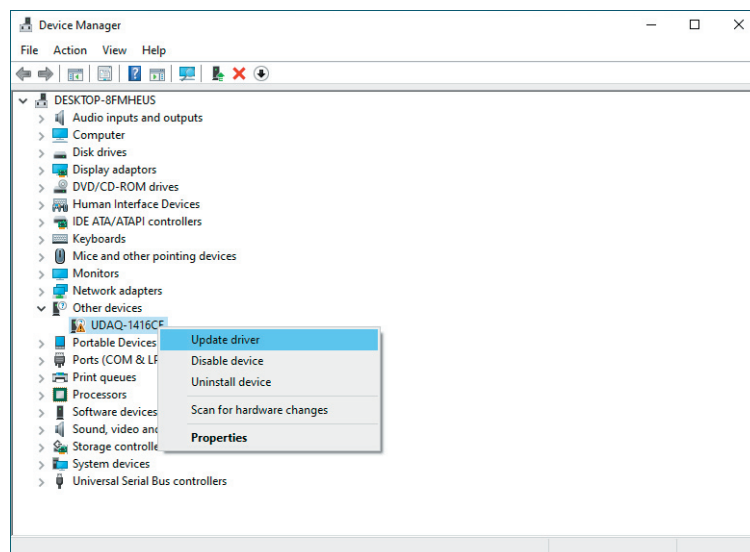 Device Manager
File Action View Help
DESKTOP-8FMHEUS
Audio inputs and outputs
Computer
Disk drives
Display adaptors
DVD/CD-ROM drives
Human Interface Devices
IDE ATA/ATAPI controllers
Keyboards
Mice and other pointing devices
Monitors
Network adapters
Other devices
UDAQ-1416CF
Update driver
Portable Devices
Disable device
Ports (COM & LP
Print queues
Uninstall device
Processors
Software devices
Scan for hardware changes
Sound, video and
Properties
Storage controlle
System devices
Universal Serial Bus controllers